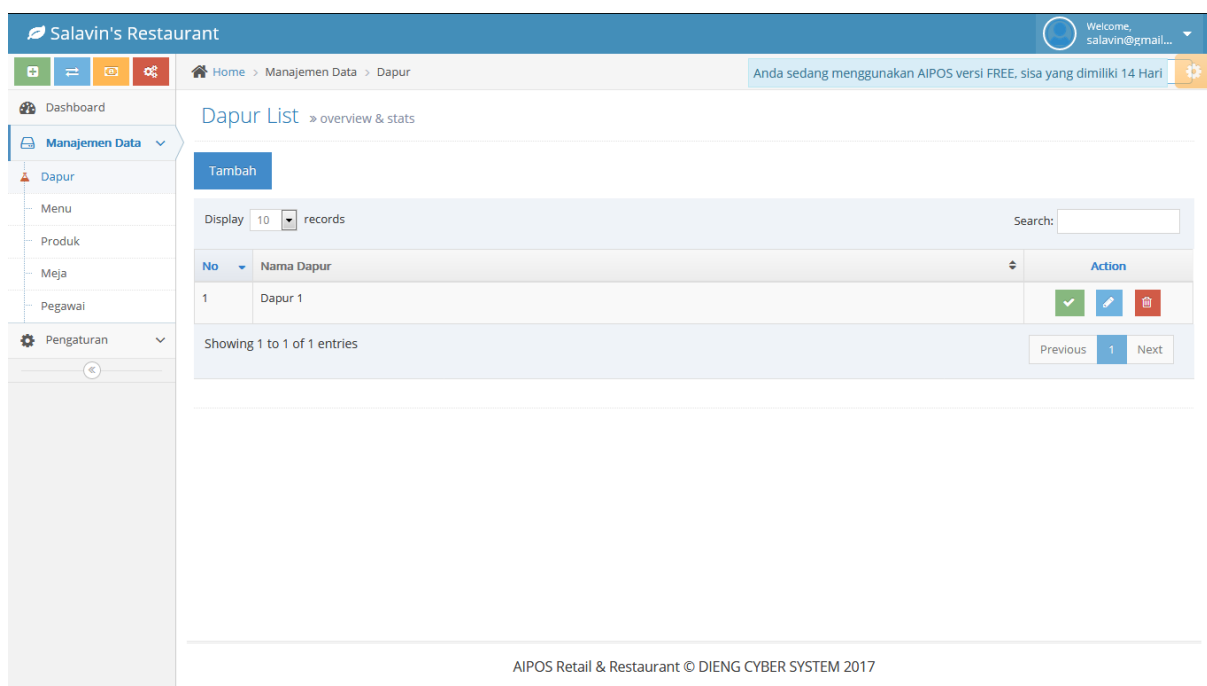 Salavin's Restaurant
Welcome,
salavin@gmail...
Home > Manajemen Data > Dapur
Anda sedang menggunakan AIPOS versi FREE, sisa yang dimiliki 14 Hari
Dashboard
Manajemen Data
Dapur
Menu
Produk
Meja
Pegawai
Pengaturan
Dapur List » overview & stats
Tambah
Display 10 records
Search:
No Nama Dapur Action
1 Dapur 1
Showing 1 to 1 of 1 entries
Previous 1 Next
AIPOS Retail & Restaurant © DIENG CYBER SYSTEM 2017